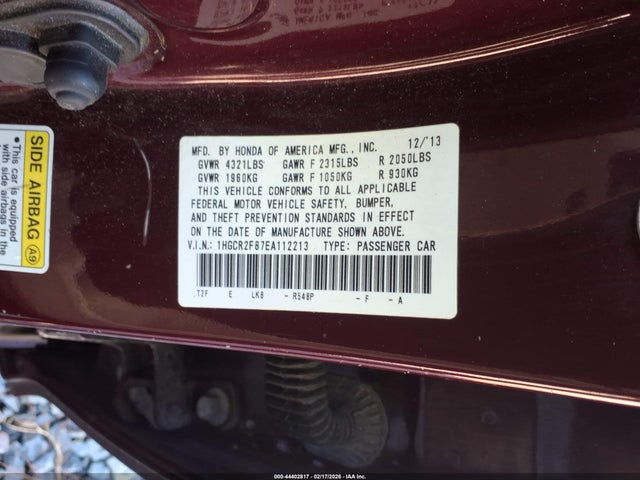 SIDE AIRBAG A9
This car is equipped
with side airbags in the
MFD. BY HONDA OF AMERICA MFG., INC. 12/'13
GVWR 4321LBS GAWR F 2315LBS R 2050LBS
GVWR 1960KG GAWR F 1050KG R 930KG
THIS VEHICLE CONFORMS TO ALL APPLICABLE
FEDERAL MOTOR VEHICLE SAFETY, BUMPER,
AND THEFT PREVENTION STANDARDS IN EFFECT
ON THE DATE OF MANUFACTURE SHOWN ABOVE.
V.I.N.: 1HGCR2F87EA112213 TYPE: PASSENGER CAR
.T2F E LKB - R548P - F - A
000 - 44402817 - 02/17/2026 - IAA Inc.